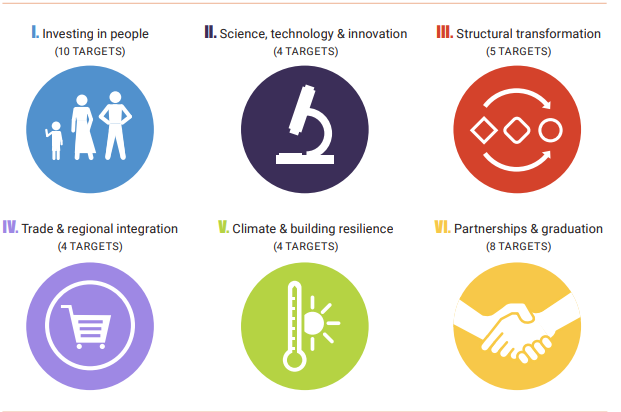 I. Investing in people
(10 TARGETS)
II. Science, technology & innovation
(4 TARGETS)
III. Structural transformation
(5 TARGETS)
IV. Trade & regional integration
(4 TARGETS)
V. Climate & building resilience
(4 TARGETS)
VI. Partnerships & graduation
(8 TARGETS)